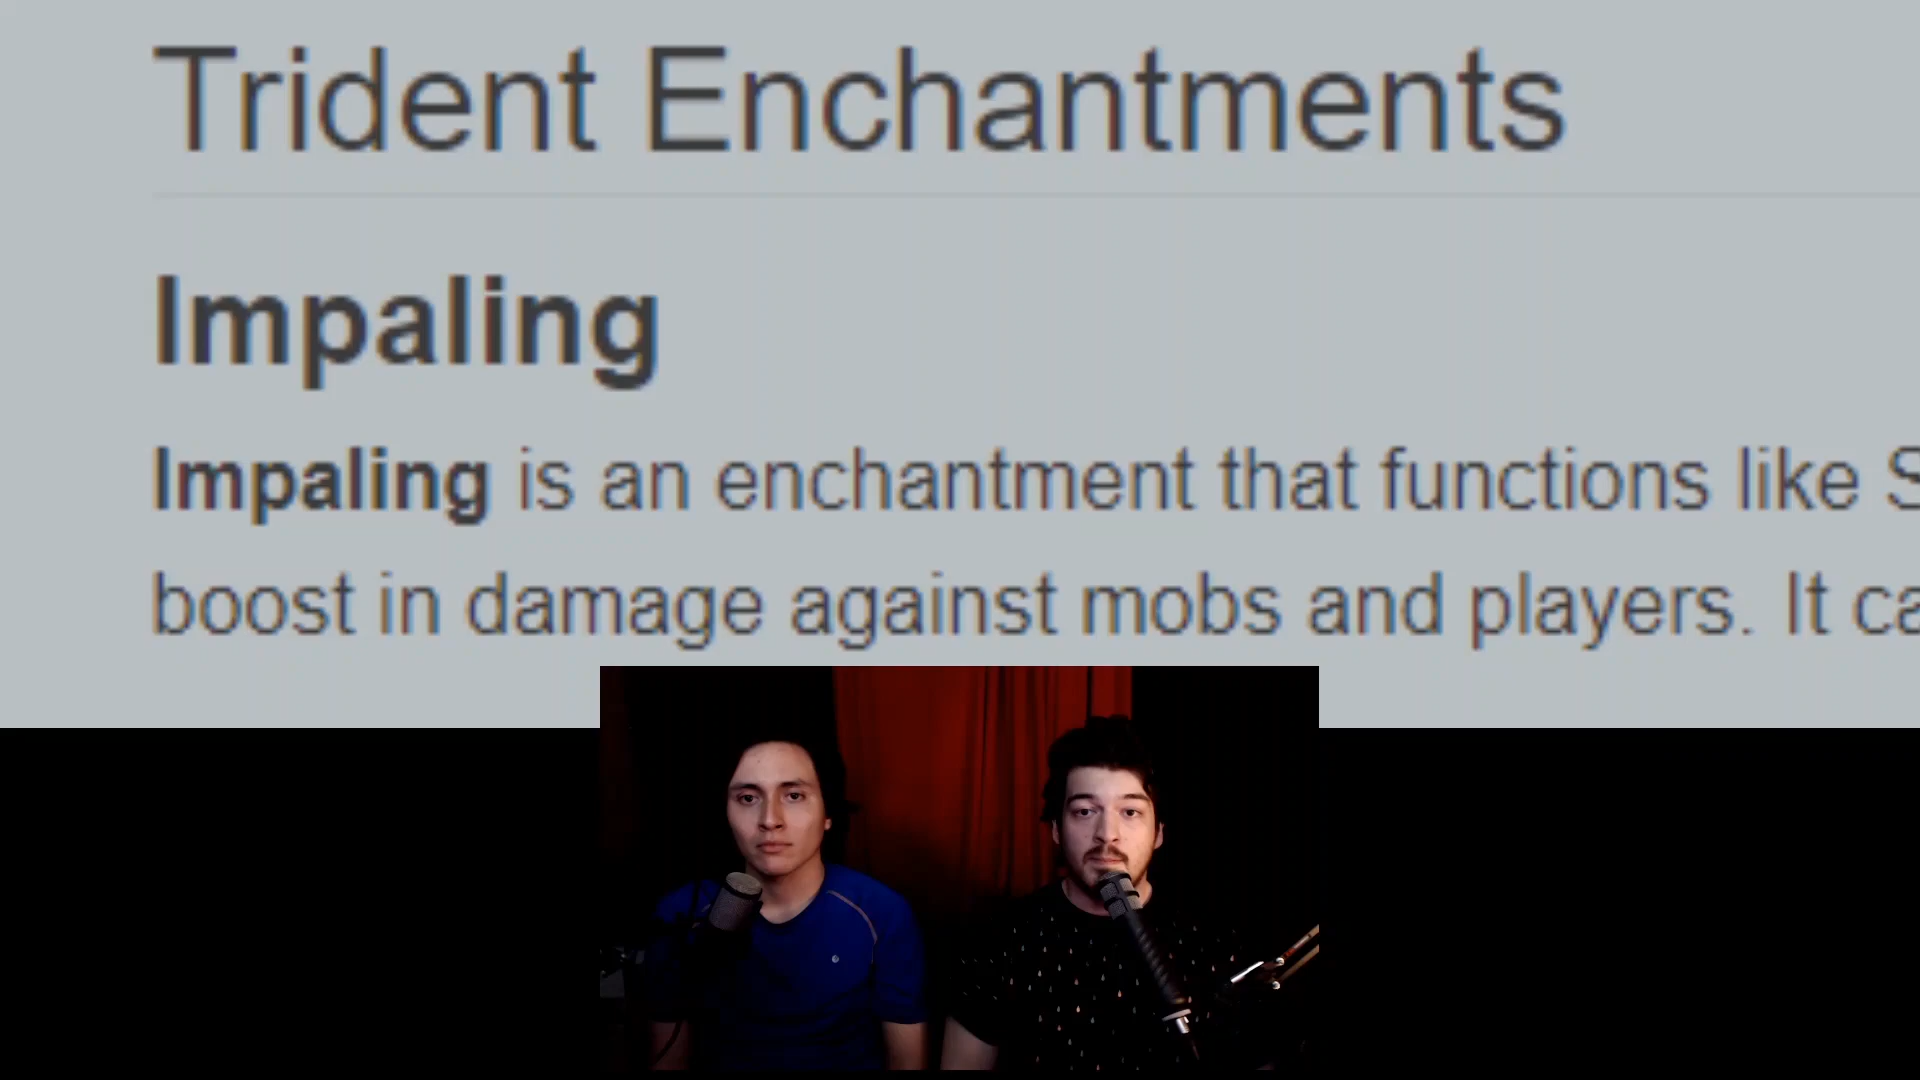 Trident Enchantments
Impaling
Impaling is an enchantment that functions like
boost in damage against mobs and players. It